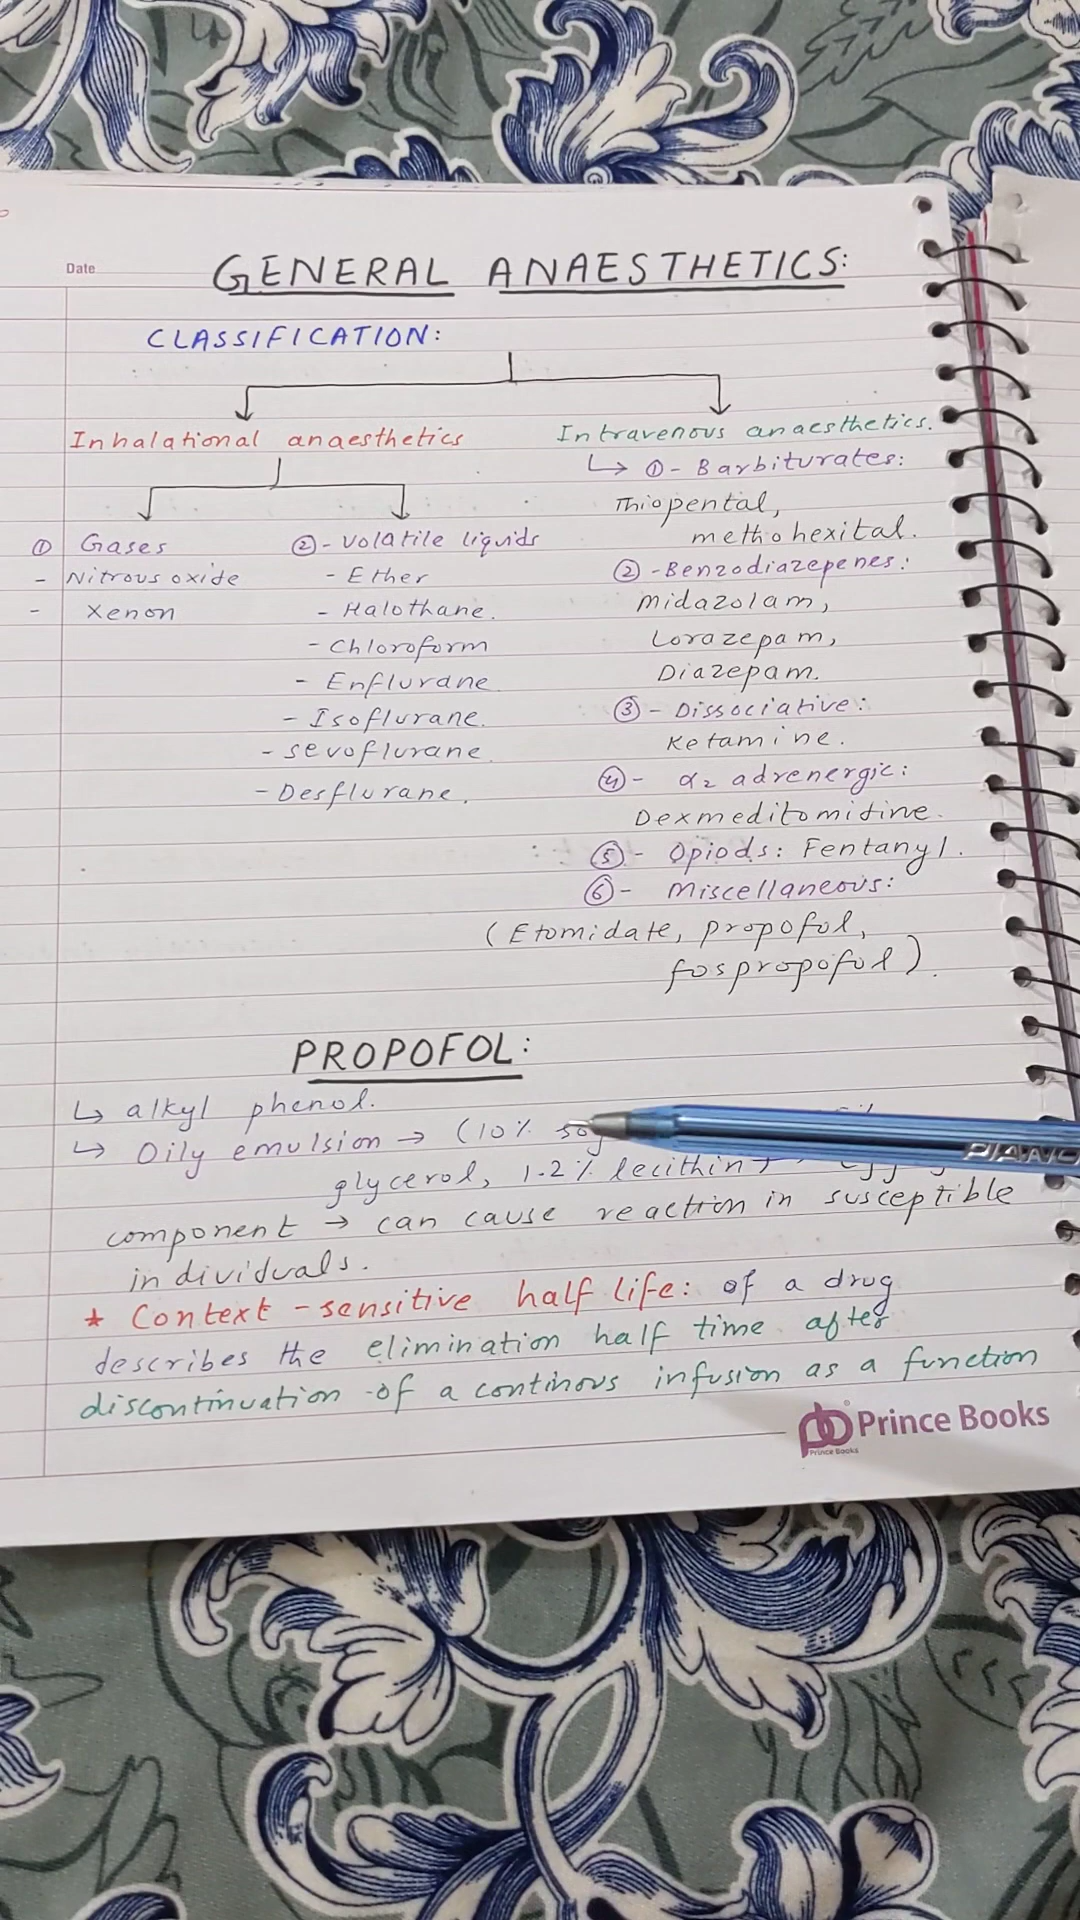 Date
GENERAL ANAESTHETICS:
CLASSIFICATION:
Inhalational anaesthetics
① Gases
- Nitrous oxide
- Xenon
②- Volatile liquids
- Ether
- Halothane.
- Chloroform
- Enflurane
- Isoflurane.
- Sevoflurane
- Desflurane.
Intravenous anaesthetics.
↳ ①- Barbiturates:
Thiopental,
methohexital.
② -Benzodiazepenes:
midazolam,
Lorazepam,
Diazepam.
③- Dissociative:
Ketamine.
④- α₂ adrenergic:
Dexmeditomidine.
⑤- Opiods: Fentanyl.
⑥- Miscellaneous:
(Etomidate, propofol,
fospropofol).
PROPOFOL:
↳ alkyl phenol.
↳ Oily emulsion → (10%
glycerol, 1.2% lecithin)
component → can cause reaction in susceptible
individuals.
* Context-sensitive half life: of a drug
describes the elimination half time after
discontinuation of a continous infusion as a function
Prince Books
Prince Books